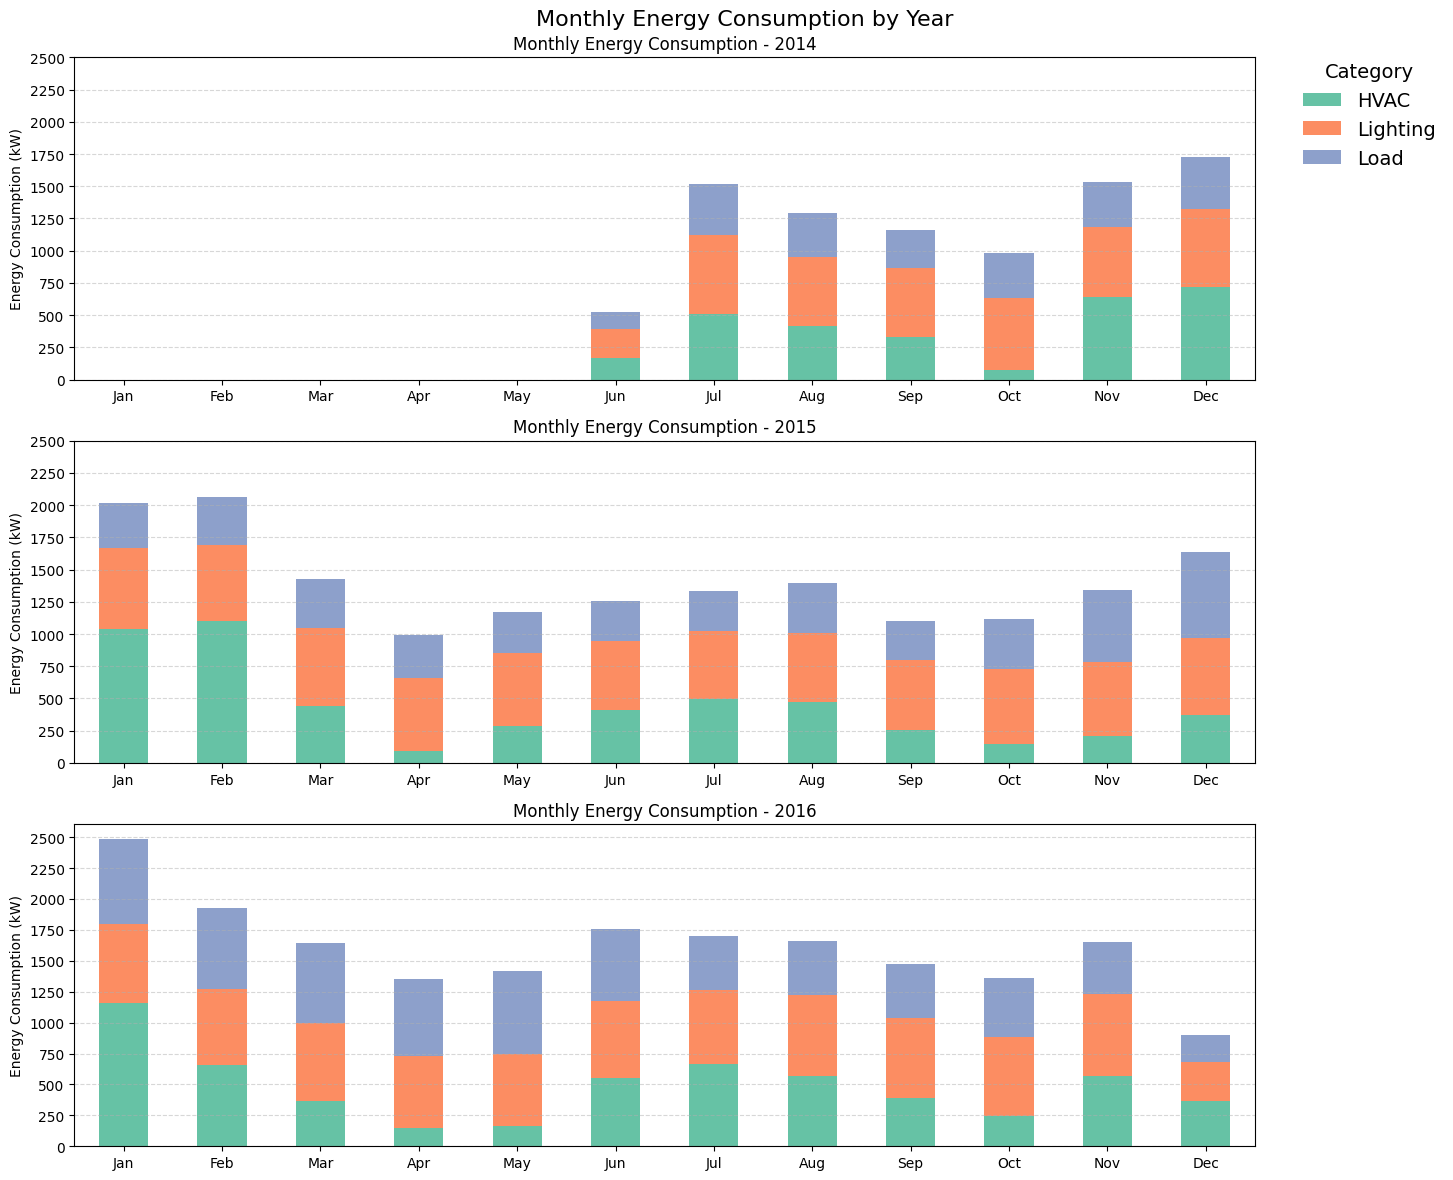 Monthly Energy Consumption by Year
Monthly Energy Consumption - 2014
Energy Consumption (kW)
2500
2250
2000
1750
1500
1250
1000
750
500
250
0
Jan Feb Mar Apr May Jun Jul Aug Sep Oct Nov Dec
Category
HVAC
Lighting
Load
Monthly Energy Consumption - 2015
Energy Consumption (kW)
2500
2250
2000
1750
1500
1250
1000
750
500
250
0
Jan Feb Mar Apr May Jun Jul Aug Sep Oct Nov Dec
Monthly Energy Consumption - 2016
Energy Consumption (kW)
2500
2250
2000
1750
1500
1250
1000
750
500
250
0
Jan Feb Mar Apr May Jun Jul Aug Sep Oct Nov Dec